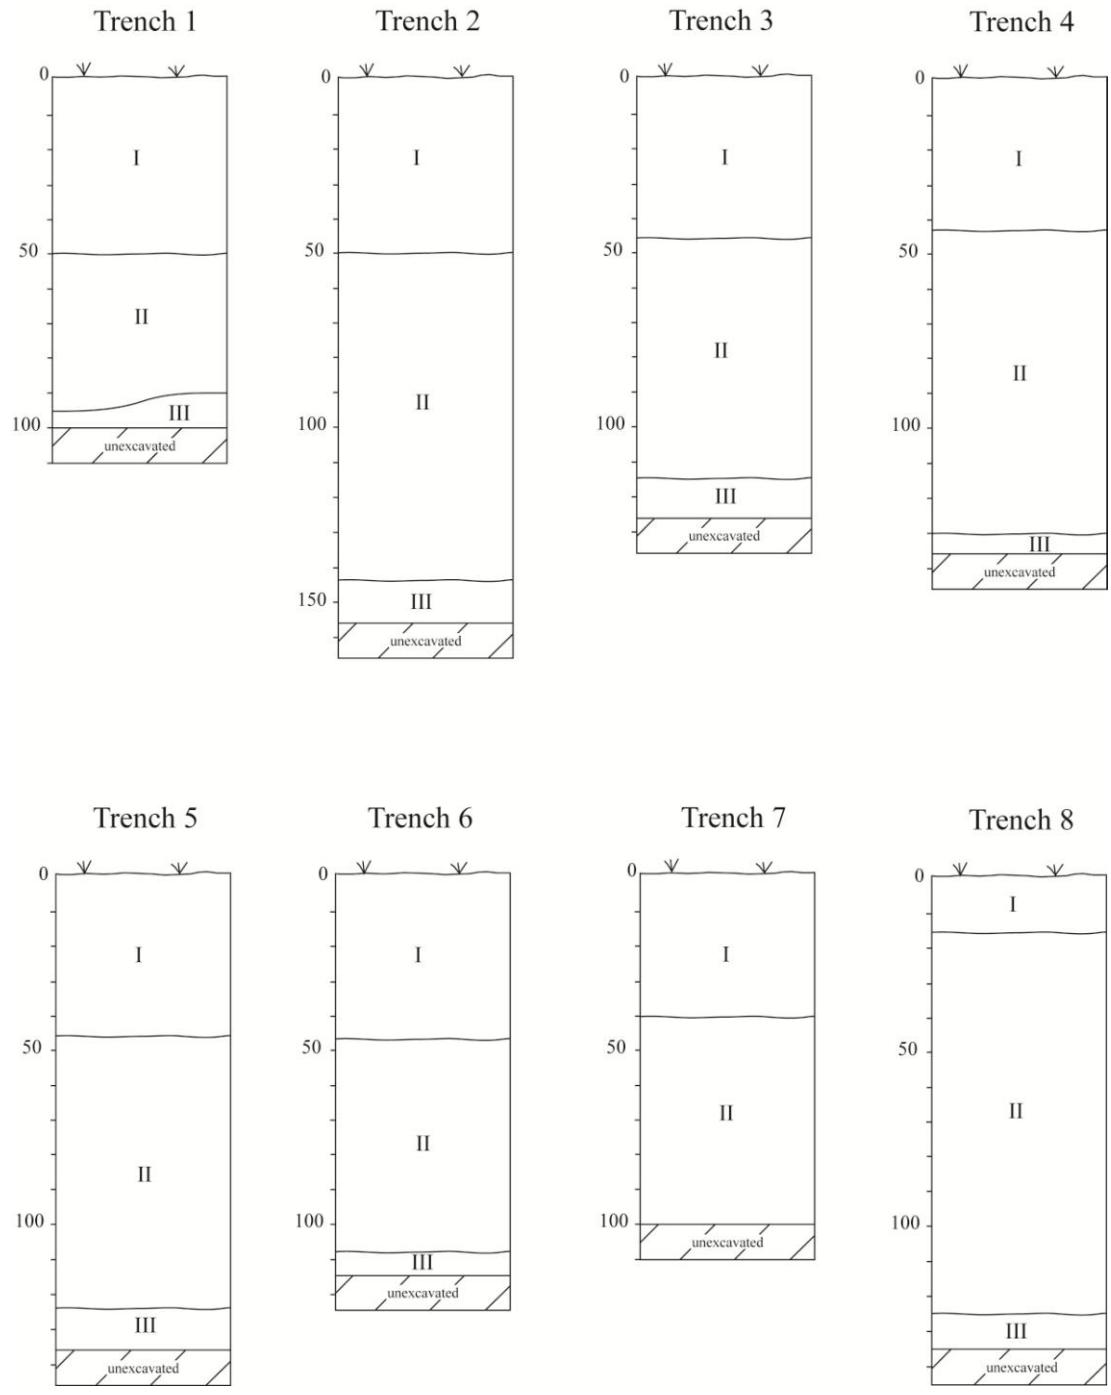 Trench 1
0
I
50
II
III
100
unexcavated
Trench 2
0
I
50
II
100
150
III
unexcavated
Trench 3
0
I
50
II
100
III
unexcavated
Trench 4
0
I
50
II
100
III
unexcavated
Trench 5
0
I
50
II
100
III
unexcavated
Trench 6
0
I
50
II
100
III
unexcavated
Trench 7
0
I
50
II
100
unexcavated
Trench 8
0
I
50
II
100
III
unexcavated